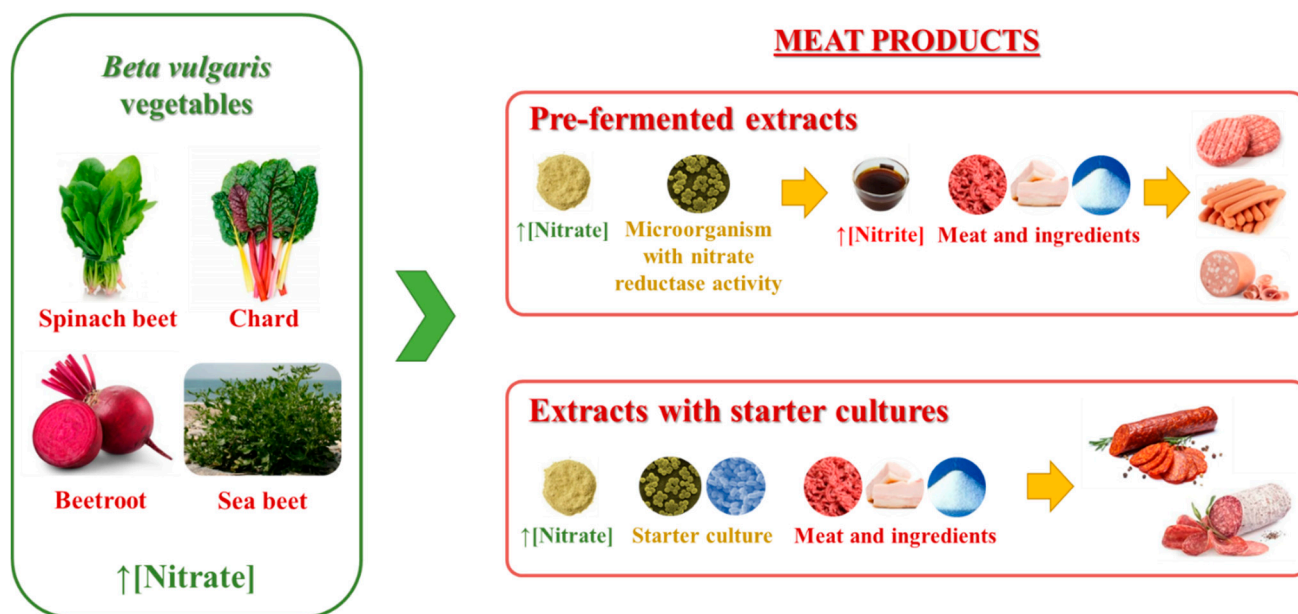 Beta vulgaris
vegetables
Spinach beet
Chard
Beetroot
Sea beet
↑[Nitrate]
MEAT PRODUCTS
Pre-fermented extracts
↑[Nitrate]
Microorganism
with nitrate
reductase activity
↑[Nitrite]
Meat and ingredients
Extracts with starter cultures
↑[Nitrate]
Starter culture
Meat and ingredients